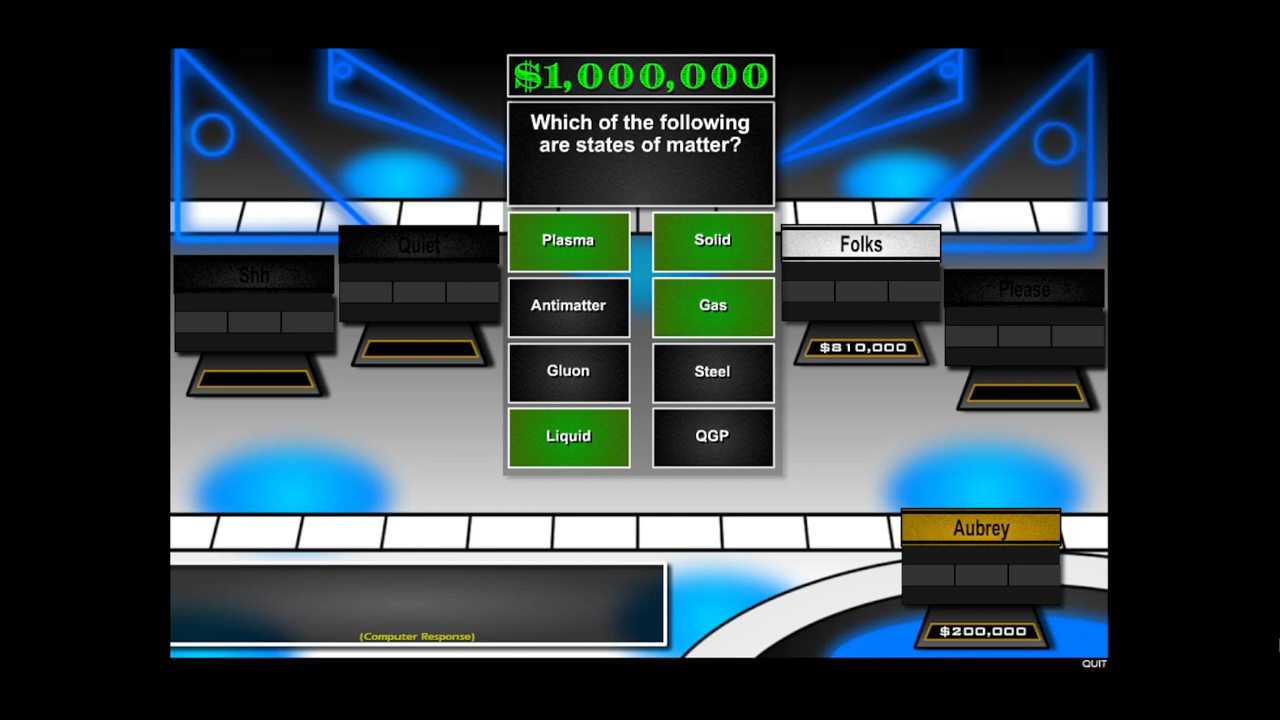 $1,000,000
Which of the following
are states of matter?
Plasma
Solid
Antimatter
Gas
Gluon
Steel
Liquid
QGP
Shh
Quiet
Folks
$810,000
Please
Aubrey
$200,000
(Computer Response)
QUIT